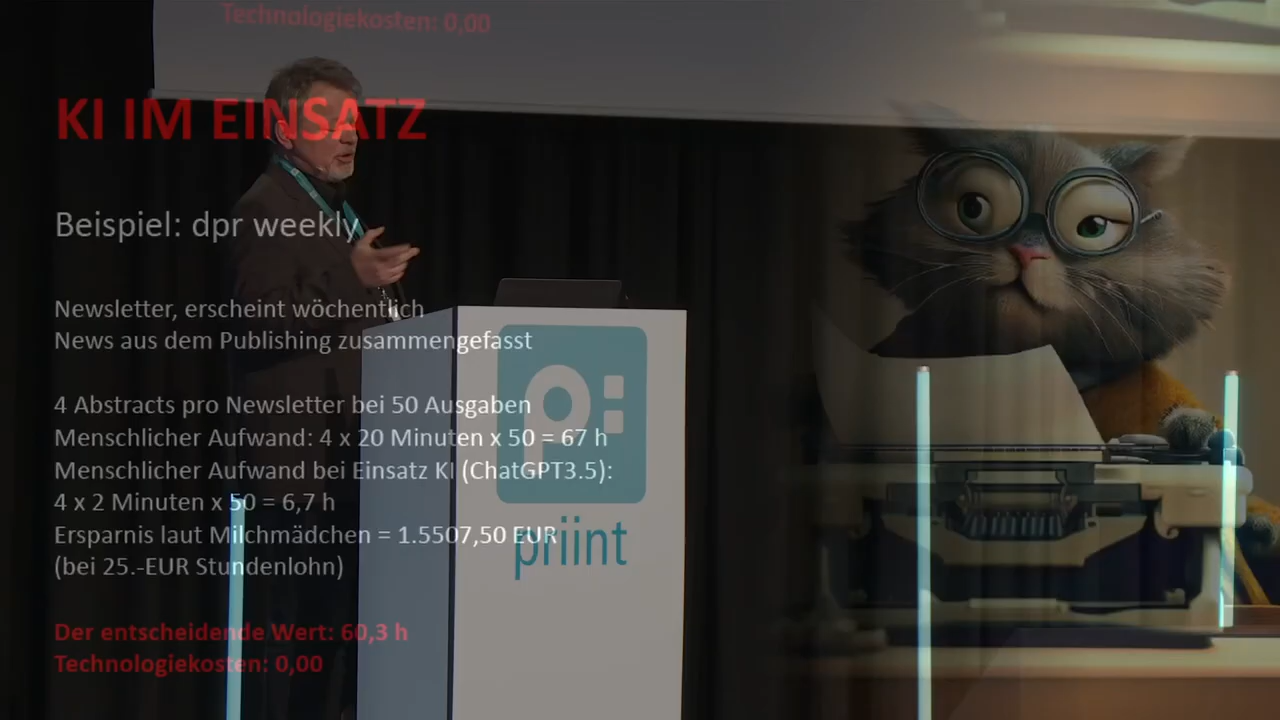 Technologiekosten: 0,00
KI IM EINSATZ
Beispiel: dpr weekly
Newsletter, erscheint wöchentlich
News aus dem Publishing zusammengefasst
4 Abstracts pro Newsletter bei 50 Ausgaben
Menschlicher Aufwand: 4 x 20 Minuten x 50 = 67 h
Menschlicher Aufwand bei Einsatz KI (ChatGPT3.5):
4 x 2 Minuten x 50 = 6,7 h
Ersparnis laut Milchmädchen = 1.5507,50 EUR
(bei 25.-EUR Stundenlohn)
Der entscheidende Wert: 60,3 h
Technologiekosten: 0,00
p:
priint